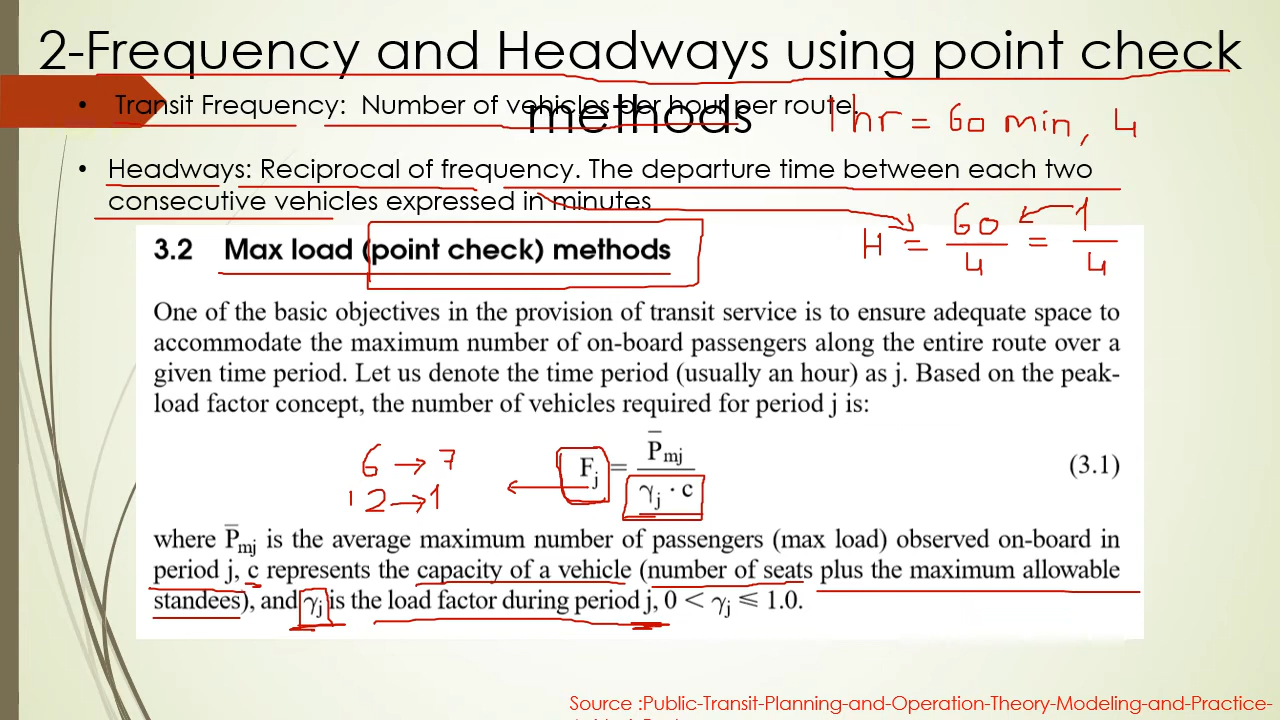 2-Frequency and Headways using point check
methods
• Transit Frequency: Number of vehicles per hour per route.
1 hr = 60 min, 4
• Headways: Reciprocal of frequency. The departure time between each two
consecutive vehicles expressed in minutes
H = 60/4 = 1/4
3.2 Max load (point check) methods
One of the basic objectives in the provision of transit service is to ensure adequate space to
accommodate the maximum number of on-board passengers along the entire route over a
given time period. Let us denote the time period (usually an hour) as j. Based on the peak-
load factor concept, the number of vehicles required for period j is:
6 → 7
12 → 1
Fj = P̄mj / γj · c (3.1)
where P̄mj is the average maximum number of passengers (max load) observed on-board in
period j, c represents the capacity of a vehicle (number of seats plus the maximum allowable
standees), and γj is the load factor during period j, 0 < γj ⩽ 1.0.
Source :Public-Transit-Planning-and-Operation-Theory-Modeling-and-Practice-